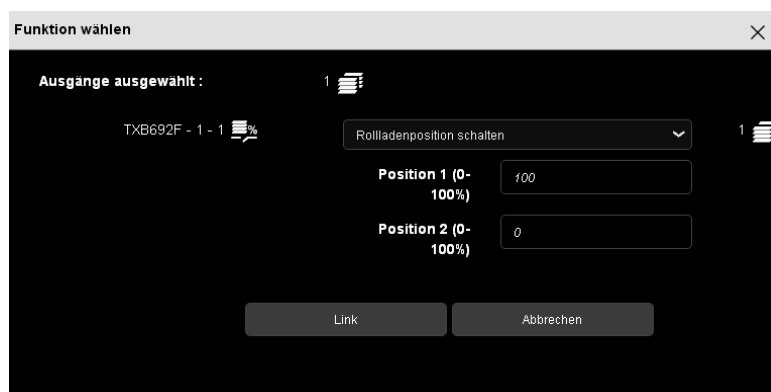 Funktion wählen
Ausgänge ausgewählt : 1
TXB692F - 1 - 1 % Rollladenposition schalten 1
Position 1 (0-
100%) 100
Position 2 (0-
100%) 0
Link Abbrechen